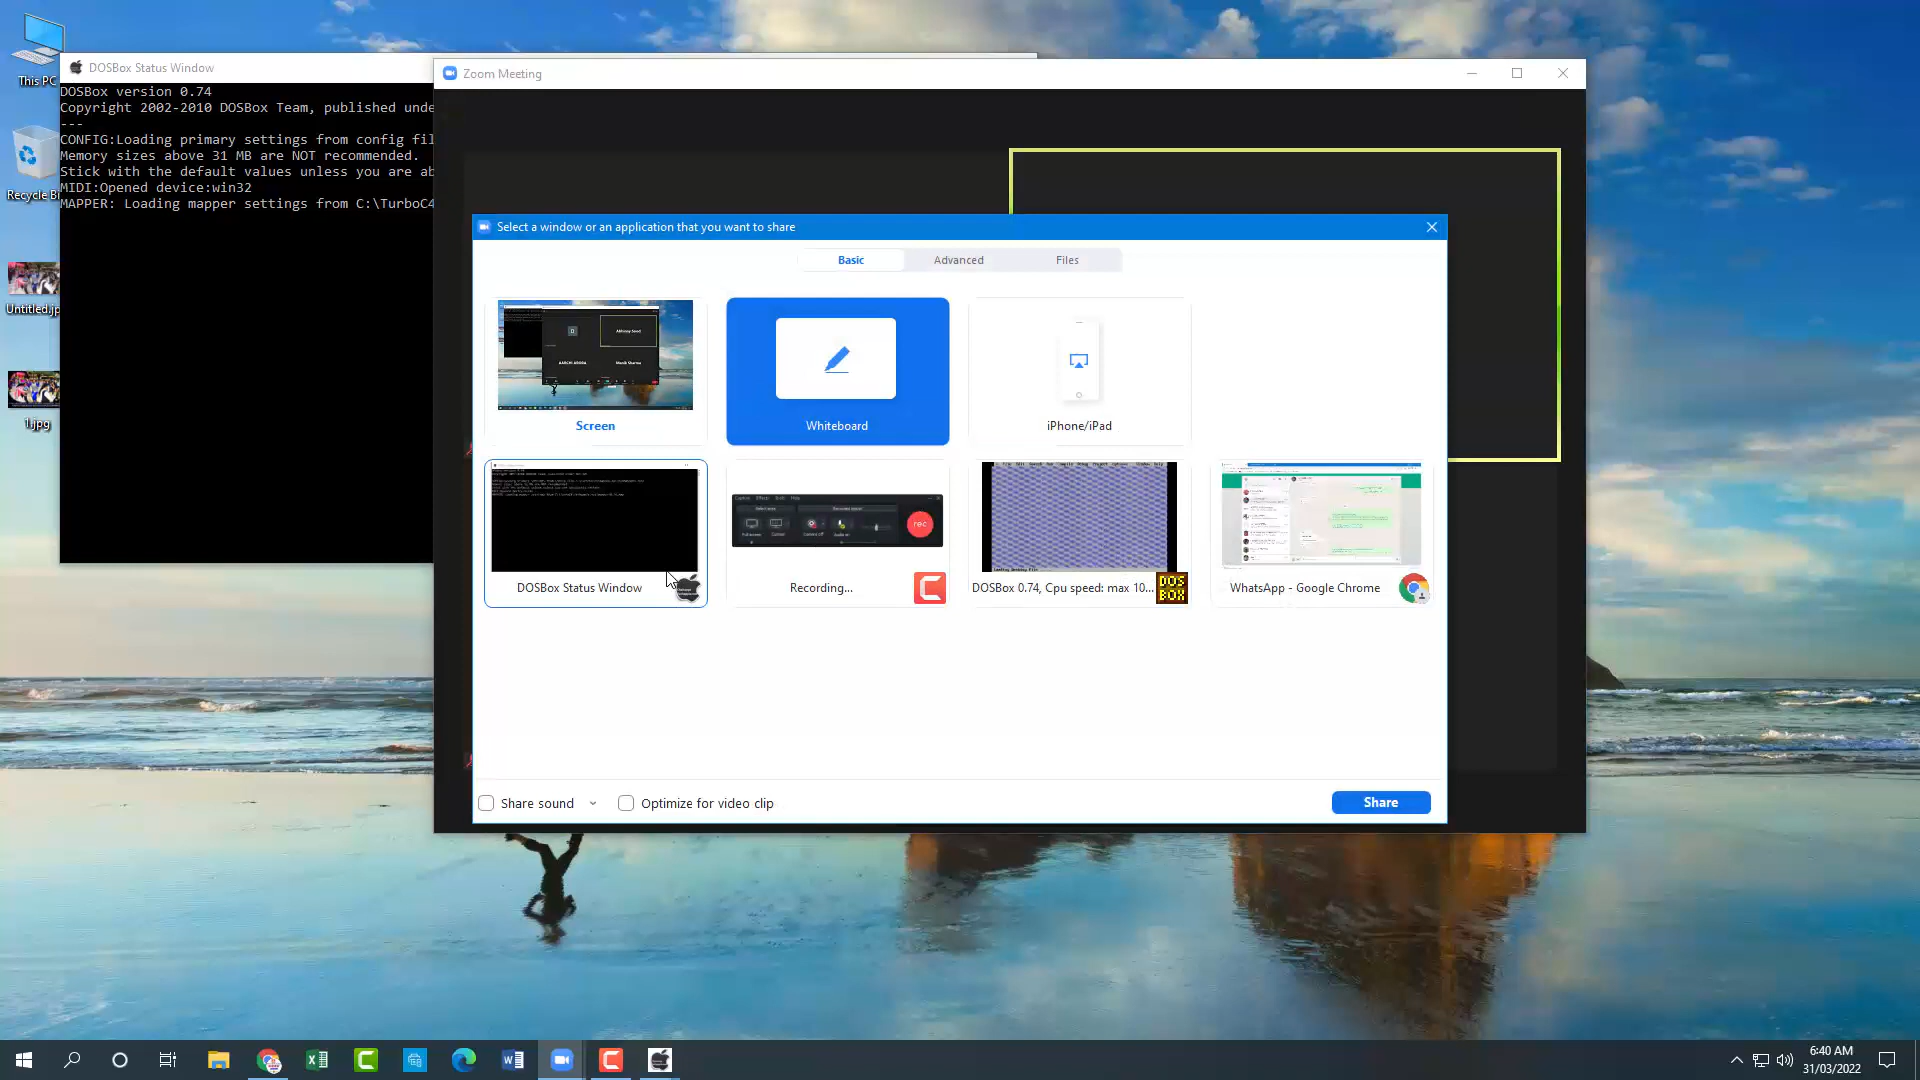 This PC
DOSBox Status Window
DOSBox version 0.74
Copyright 2002-2010 DOSBox Team, published unde
---
CONFIG:Loading primary settings from config fil
Memory sizes above 31 MB are NOT recommended.
Stick with the default values unless you are ab
MIDI:Opened device:win32
MAPPER: Loading mapper settings from C:\TurboC4
Recycle Bi
Untitled.jp
1.jpg
Zoom Meeting
Select a window or an application that you want to share
Basic
Advanced
Files
Screen
Whiteboard
iPhone/iPad
DOSBox Status Window
Recording...
rec
DOSBox 0.74, Cpu speed: max 10...
DOS
BOX
WhatsApp - Google Chrome
Share sound
Optimize for video clip
Share
6:40 AM
31/03/2022